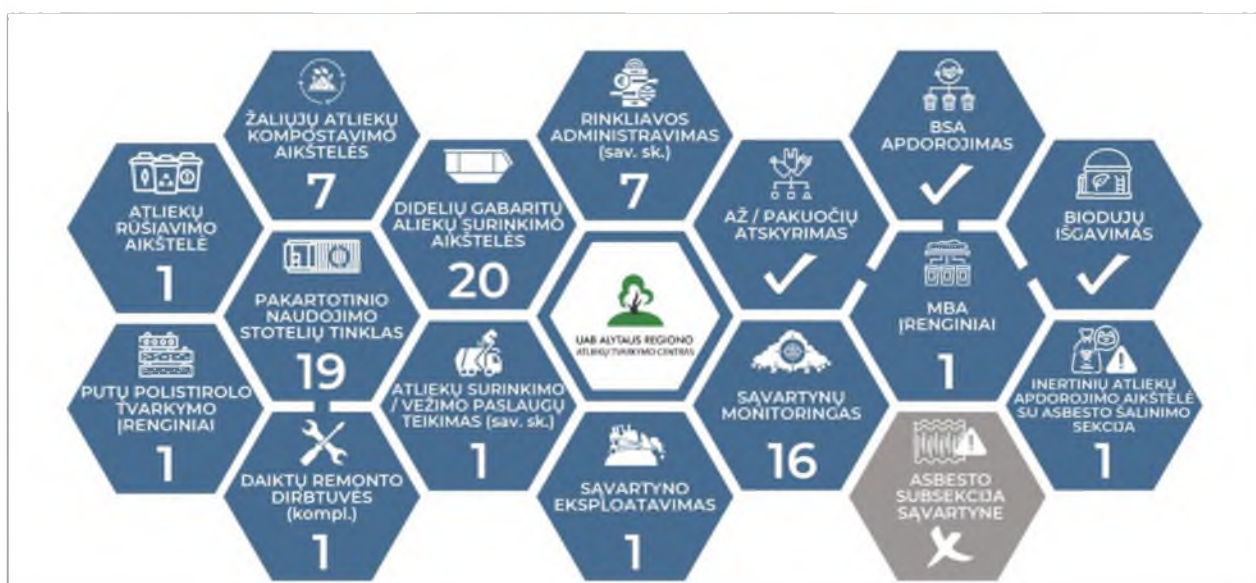 ŽALIŲJŲ ATLIEKŲ
KOMPOSTAVIMO
AIKŠTELĖS
7
RINKLIAVOS
ADMINISTRAVIMAS
(sav. sk.)
7
BSA
APDOROJIMAS
ATLIEKŲ
RŪŠIAVIMO
AIKŠTELĖ
1
DIDELIŲ GABARITŲ
ALIEKŲ SURINKIMO
AIKŠTELĖS
20
AŽ / PAKUOČIŲ
ATSKYRIMAS
BIODUJŲ
IŠGAVIMAS
PAKARTOTINIO
NAUDOJIMO
STOTELIŲ TINKLAS
19
UAB ALYTAUS REGIONO
ATLIEKŲ TVARKYMO CENTRAS
MBA
ĮRENGINIAI
1
PUTŲ POLISTIROLO
TVARKYMO
ĮRENGINIAI
1
ATLIEKŲ SURINKIMO
/ VEŽIMO PASLAUGŲ
TEIKIMAS (sav. sk.)
1
SĄVARTYNŲ
MONITORINGAS
16
INERTINIŲ ATLIEKŲ
APDOROJIMO AIKŠTELĖ
SU ASBESTO ŠALINIMO
SEKCIJA
1
DAIKTŲ REMONTO
DIRBTUVĖS
(kompl.)
1
SĄVARTYNO
EKSPLOATAVIMAS
1
ASBESTO
SUBSEKCIJA
SĄVARTYNE